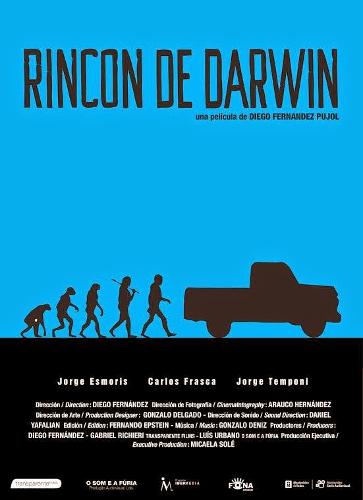 RINCON DE DARWIN
una película de DIEGO FERNANDEZ PUJOL
Jorge Esmoris Carlos Frasca Jorge Temponi
Dirección / Direction: DIEGO FERNÁNDEZ Dirección de Fotografía / Cinematography: ARAUCO HERNÁNDEZ
Dirección de Arte / Production Designer: GONZALO DELGADO - Dirección de Sonido / Sound Direction: DANIEL
YAFALIAN Edición / Edition: FERNANDO EPSTEIN - Música / Music: GONZALO DENIZ Productores / Producers:
DIEGO FERNÁNDEZ - GABRIEL RICHIERI TRANSPARENTE FILMS - LUÍS URBANO O SOM E A FÚRIA Producción Ejecutiva /
Executive Production: MICAELA SOLÉ
transparente
O SOM E A FÚRIA
IBERMEDIA
FONA